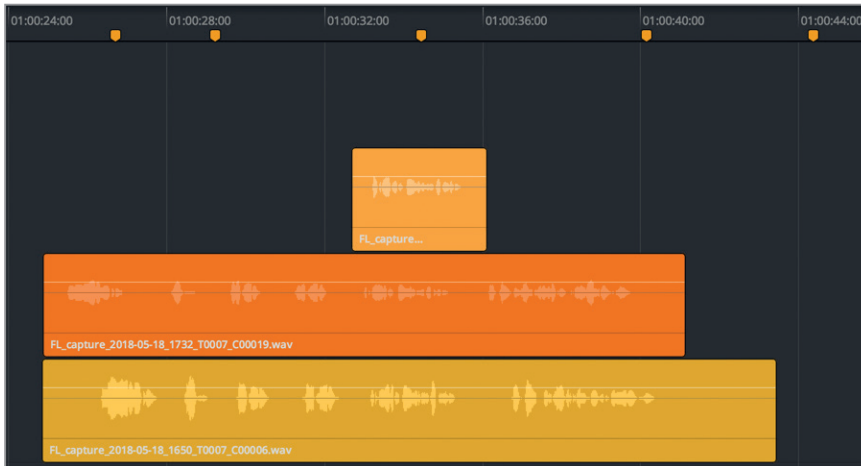 01:00:24:00 01:00:28:00 01:00:32:00 01:00:36:00 01:00:40:00 01:00:44:00
FL_capture...
FL_capture_2018-05-18_1732_T0007_C00019.wav
FL_capture_2018-05-18_1650_T0007_C00006.wav